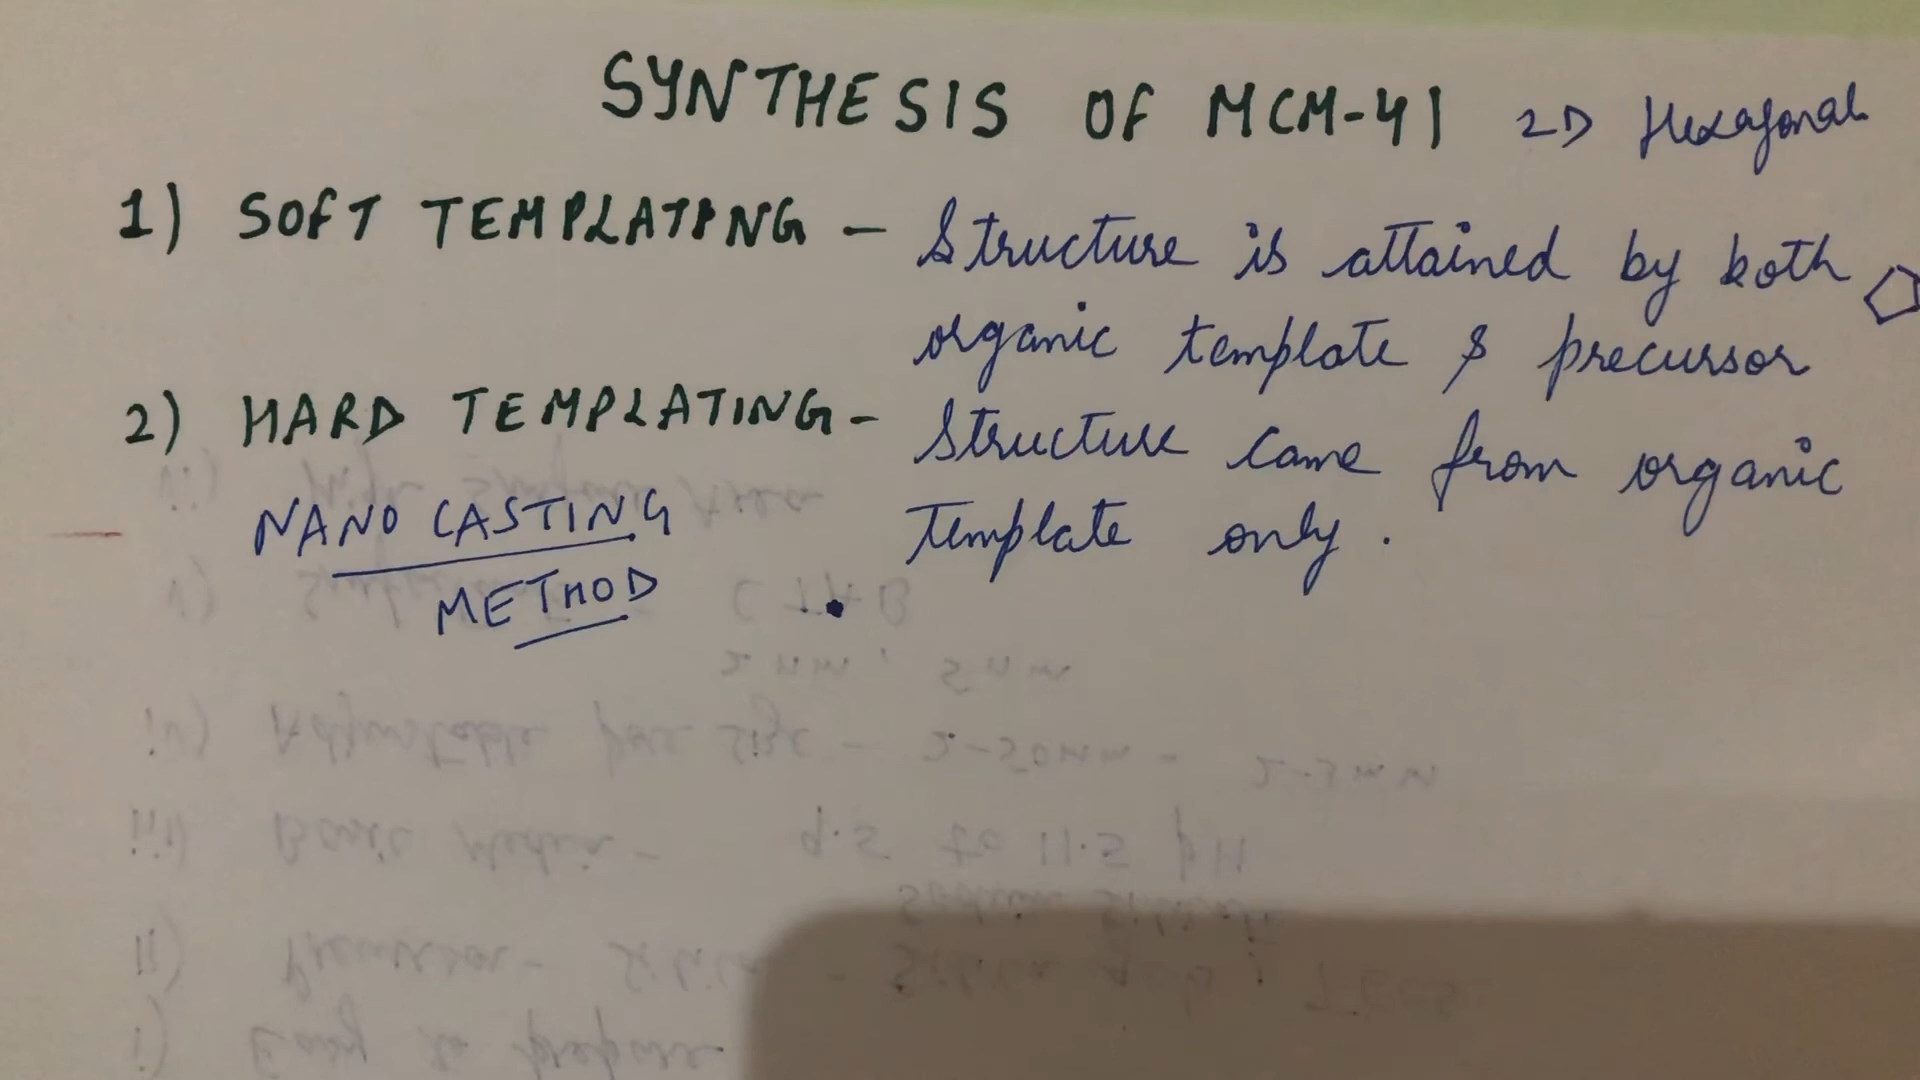 SYNTHESIS OF MCM-41 2D Hexagonal
1) SOFT TEMPLATING - Structure is attained by both
organic template & precursor
2) HARD TEMPLATING - Structure came from organic
Template only.
NANO CASTING
METHOD